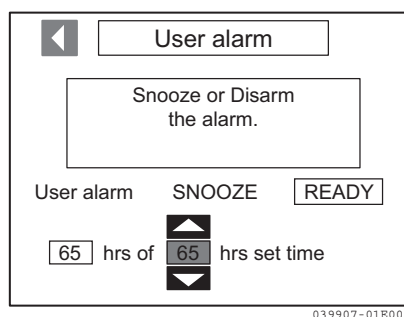 User alarm
Snooze or Disarm
the alarm.
User alarm SNOOZE READY
65 hrs of 65 hrs set time
039907-01E00